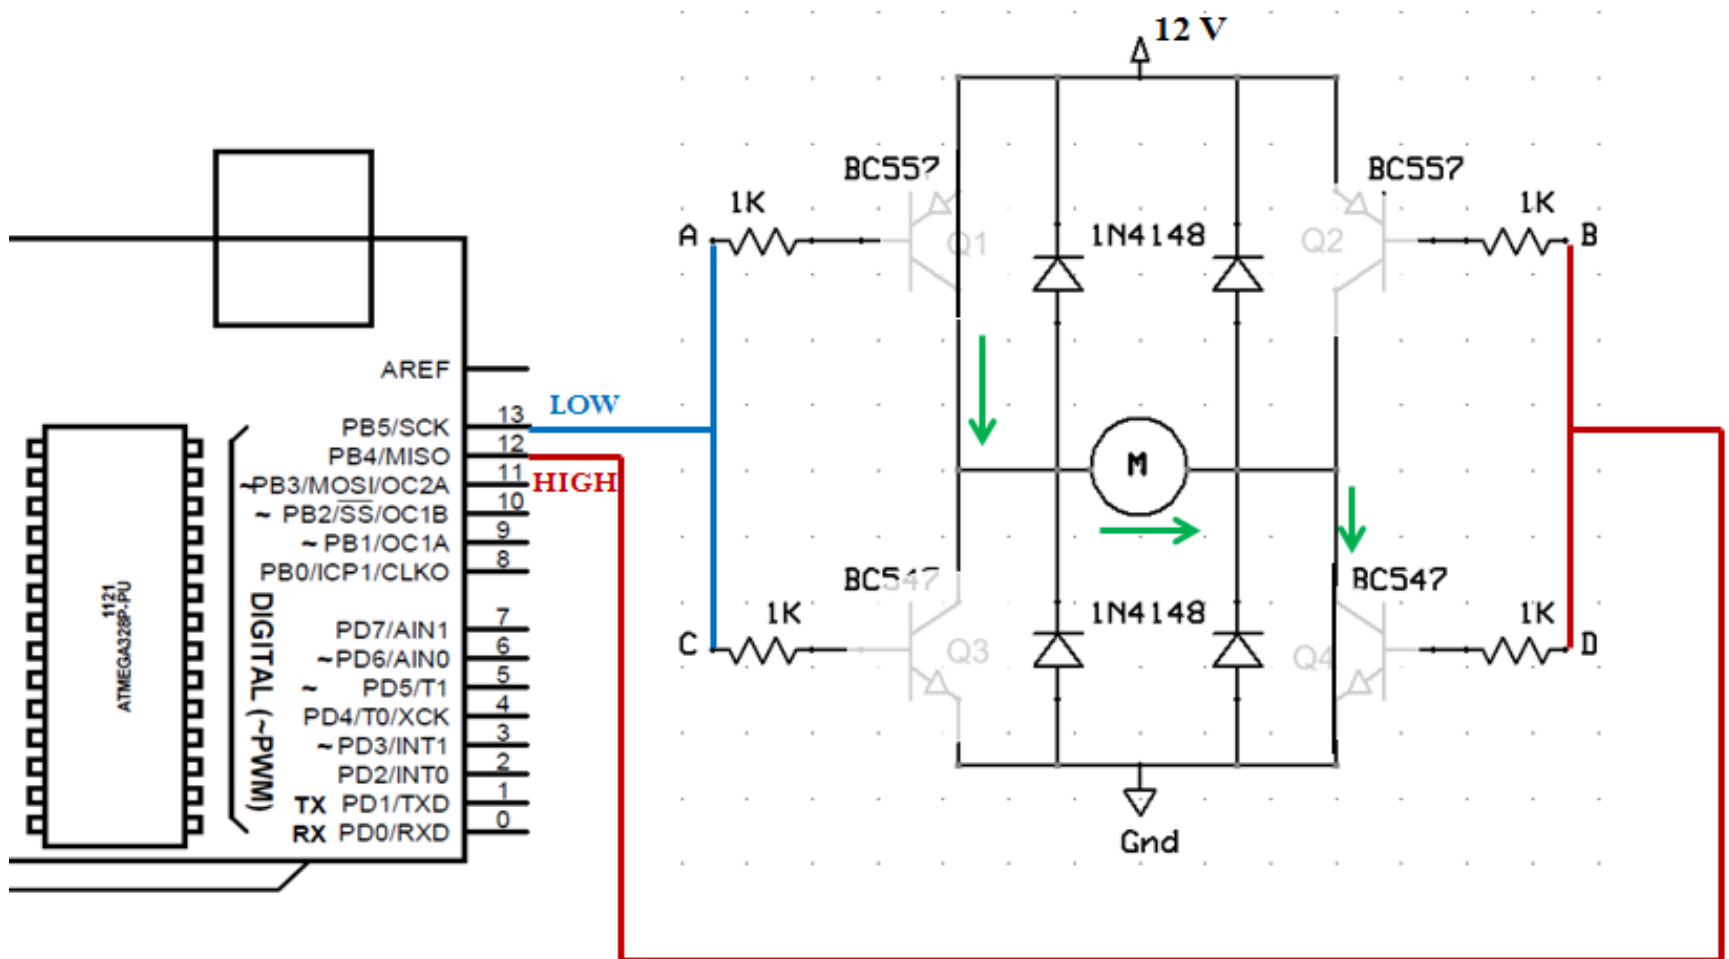 12 V
BC557
BC557
1K
1K
A
B
Q1
1N4148
Q2
AREF
13
LOW
PB5/SCK
12
PB4/MISO
11
HIGH
~PB3/MOSI/OC2A
10
~ PB2/SS/OC1B
9
~ PB1/OC1A
8
PB0/ICP1/CLKO
M
BC547
BC547
1K
1N4148
1K
7
PD7/AIN1
6
~PD6/AIN0
5
~ PD5/T1
4
PD4/T0/XCK
3
~PD3/INT1
2
PD2/INT0
1
TX PD1/TXD
0
RX PD0/RXD
C
D
Q3
Q4
1121
ATMEGA328P-PU
DIGITAL (~PWM)
Gnd